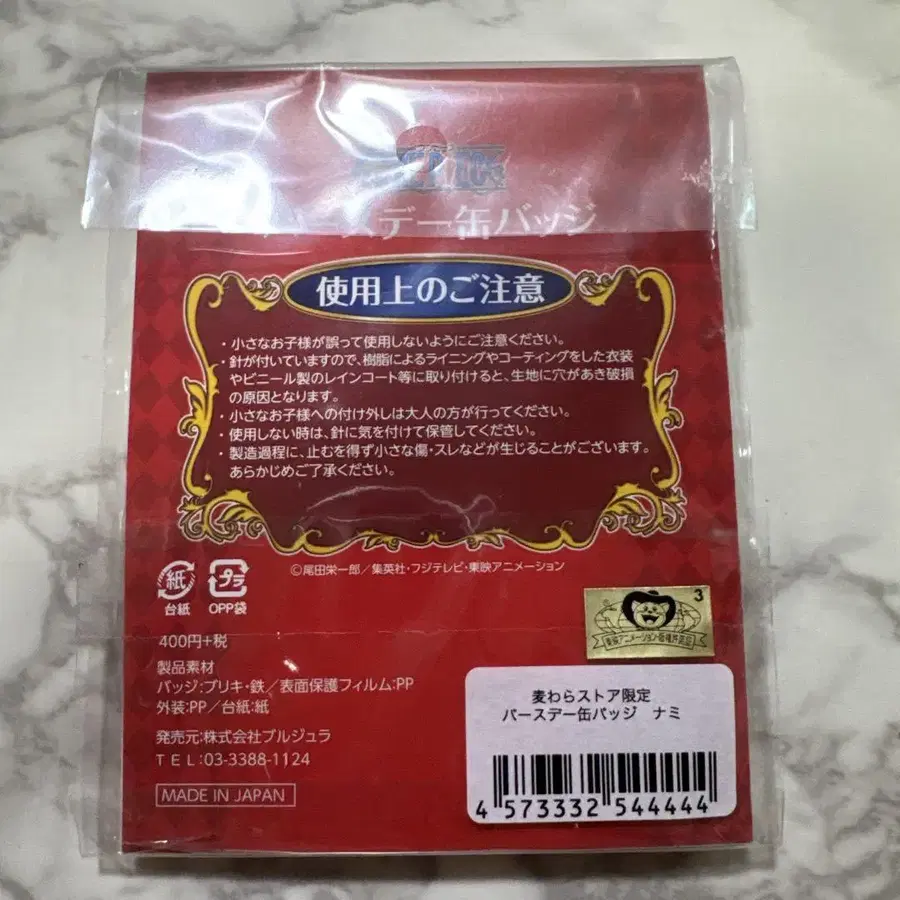 スデー缶バッジ
使用上のご注意
・小さなお子様が誤って使用しないようにご注意ください。
・針が付いていますので、樹脂によるライニングやコーティングをした衣装
やビニール製のレインコート等に取り付けると、生地に穴があき破損
の原因となります。
・小さなお子様への付け外しは大人の方が行ってください。
・使用しない時は、針に気を付けて保管してください。
・製造過程に、止むを得ず小さな傷・スレなどが生じることがございます。
あらかじめご了承ください。
©尾田栄一郎／集英社・フジテレビ・東映アニメーション
紙 プラ
台紙 OPP袋
3
東映アニメーション・版権許諾証
400円+税
製品素材
バッジ:ブリキ・鉄／表面保護フィルム:PP
外装:PP／台紙:紙
発売元:株式会社ブルジュラ
TEL:03-3388-1124
MADE IN JAPAN
麦わらストア限定
バースデー缶バッジ ナミ
4 573332 544444